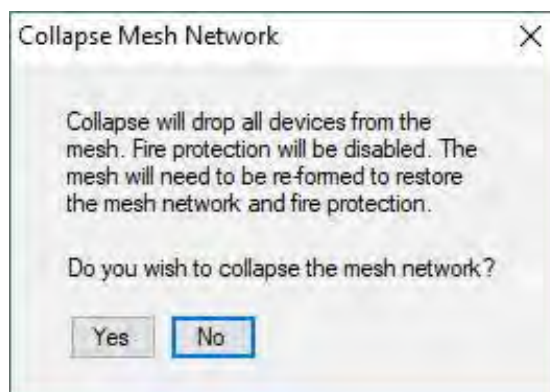 Collapse Mesh Network
Collapse will drop all devices from the
mesh. Fire protection will be disabled. The
mesh will need to be re-formed to restore
the mesh network and fire protection.
Do you wish to collapse the mesh network?
Yes No